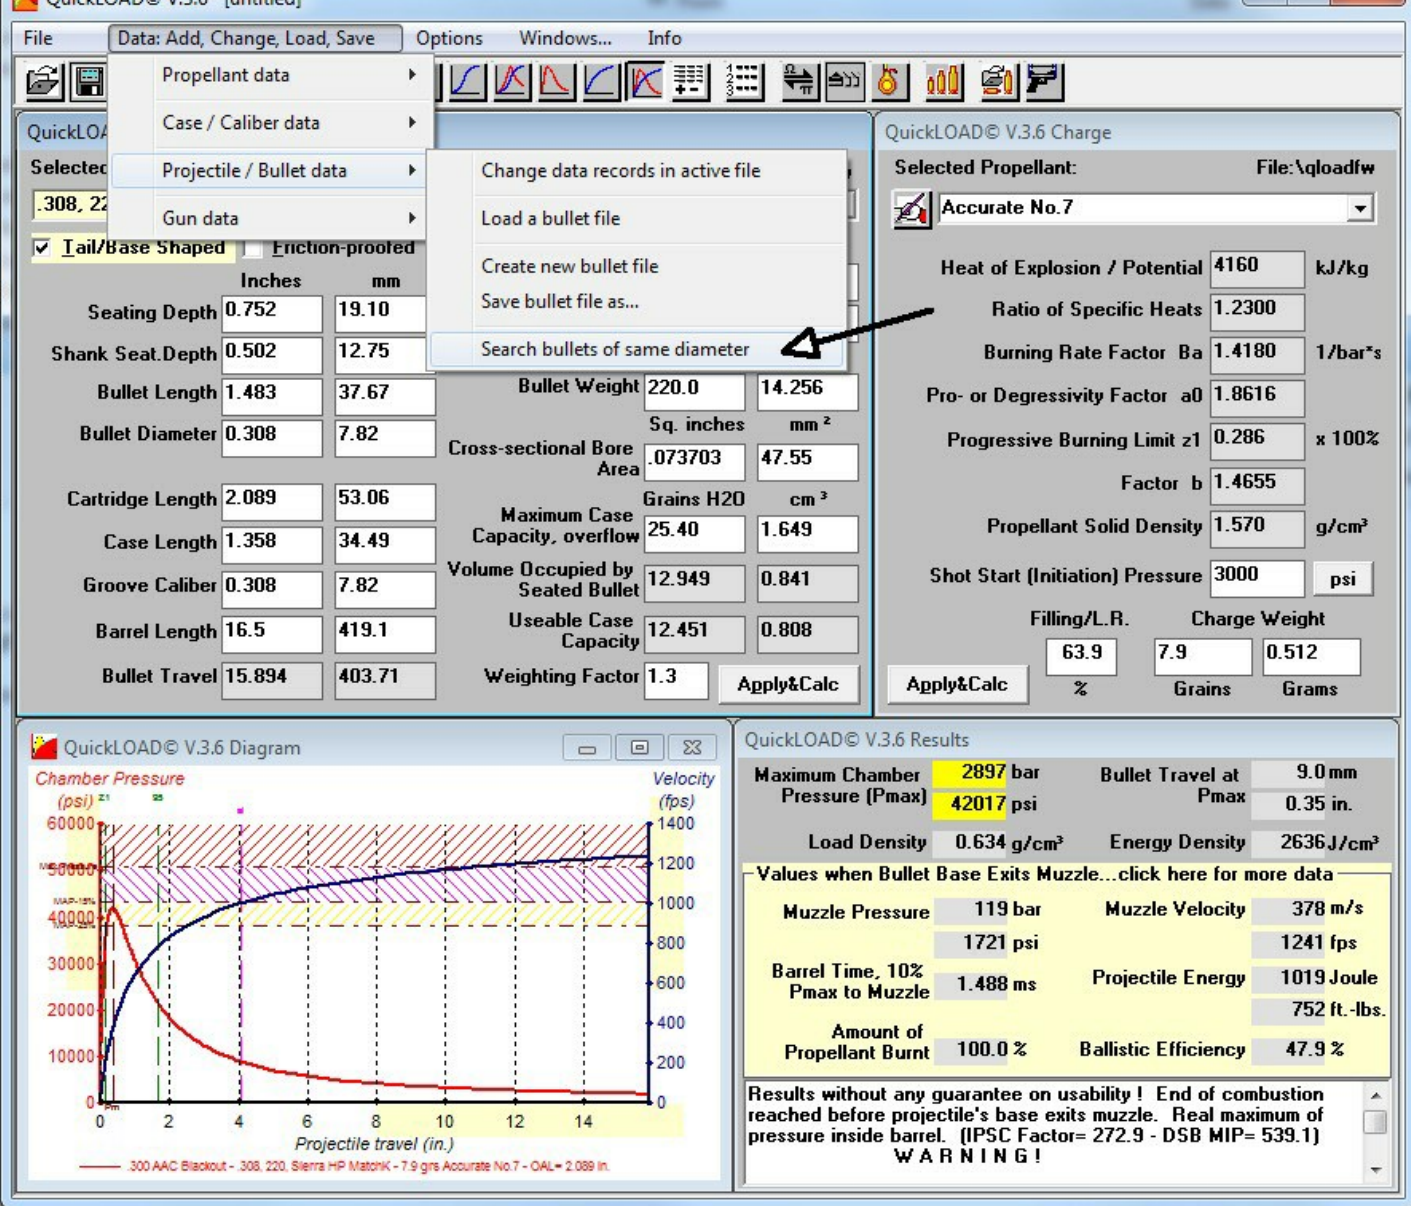 QuickLOAD© V.3.6 - [untitled]
File Data: Add, Change, Load, Save Options Windows... Info
Propellant data
Case / Caliber data
Projectile / Bullet data
Gun data
Change data records in active file
Load a bullet file
Create new bullet file
Save bullet file as...
Search bullets of same diameter
QuickLOA
Selected
.308, 22
Tail/Base Shaped Friction-proofed
Inches mm
Seating Depth 0.752 19.10
Shank Seat.Depth 0.502 12.75
Bullet Length 1.483 37.67
Bullet Diameter 0.308 7.82
Cartridge Length 2.089 53.06
Case Length 1.358 34.49
Groove Caliber 0.308 7.82
Barrel Length 16.5 419.1
Bullet Travel 15.894 403.71
Bullet Weight 220.0 14.256
Sq. inches mm ²
Cross-sectional Bore
Area .073703 47.55
Grains H2O cm ³
Maximum Case
Capacity, overflow 25.40 1.649
Volume Occupied by
Seated Bullet 12.949 0.841
Useable Case
Capacity 12.451 0.808
Weighting Factor 1.3 Apply&Calc
QuickLOAD© V.3.6 Charge
Selected Propellant: File:\qloadfw
Accurate No.7
Heat of Explosion / Potential 4160 kJ/kg
Ratio of Specific Heats 1.2300
Burning Rate Factor Ba 1.4180 1/bar*s
Pro- or Degressivity Factor a0 1.8616
Progressive Burning Limit z1 0.286 x 100%
Factor b 1.4655
Propellant Solid Density 1.570 g/cm³
Shot Start (Initiation) Pressure 3000 psi
Filling/L.R. Charge Weight
63.9 7.9 0.512
Apply&Calc % Grains Grams
QuickLOAD© V.3.6 Diagram
Chamber Pressure Velocity
(psi) Z1 (fps)
60000 1400
50000 1200
MAP-15% 1000
40000
800
30000
600
20000 400
10000 200
0 0
Pm
0 2 4 6 8 10 12 14
Projectile travel (in.)
.300 AAC Blackout - .308, 220, Sierra HP MatchK - 7.9 grs Accurate No.7 - OAL= 2.089 in.
QuickLOAD© V.3.6 Results
Maximum Chamber 2897 bar Bullet Travel at 9.0 mm
Pressure (Pmax) 42017 psi Pmax 0.35 in.
Load Density 0.634 g/cm³ Energy Density 2636 J/cm³
Values when Bullet Base Exits Muzzle...click here for more data
Muzzle Pressure 119 bar Muzzle Velocity 378 m/s
1721 psi 1241 fps
Barrel Time, 10%
Pmax to Muzzle 1.488 ms Projectile Energy 1019 Joule
752 ft.-lbs.
Amount of
Propellant Burnt 100.0 % Ballistic Efficiency 47.9 %
Results without any guarantee on usability ! End of combustion
reached before projectile's base exits muzzle. Real maximum of
pressure inside barrel. (IPSC Factor= 272.9 - DSB MIP= 539.1)
W A R N I N G !